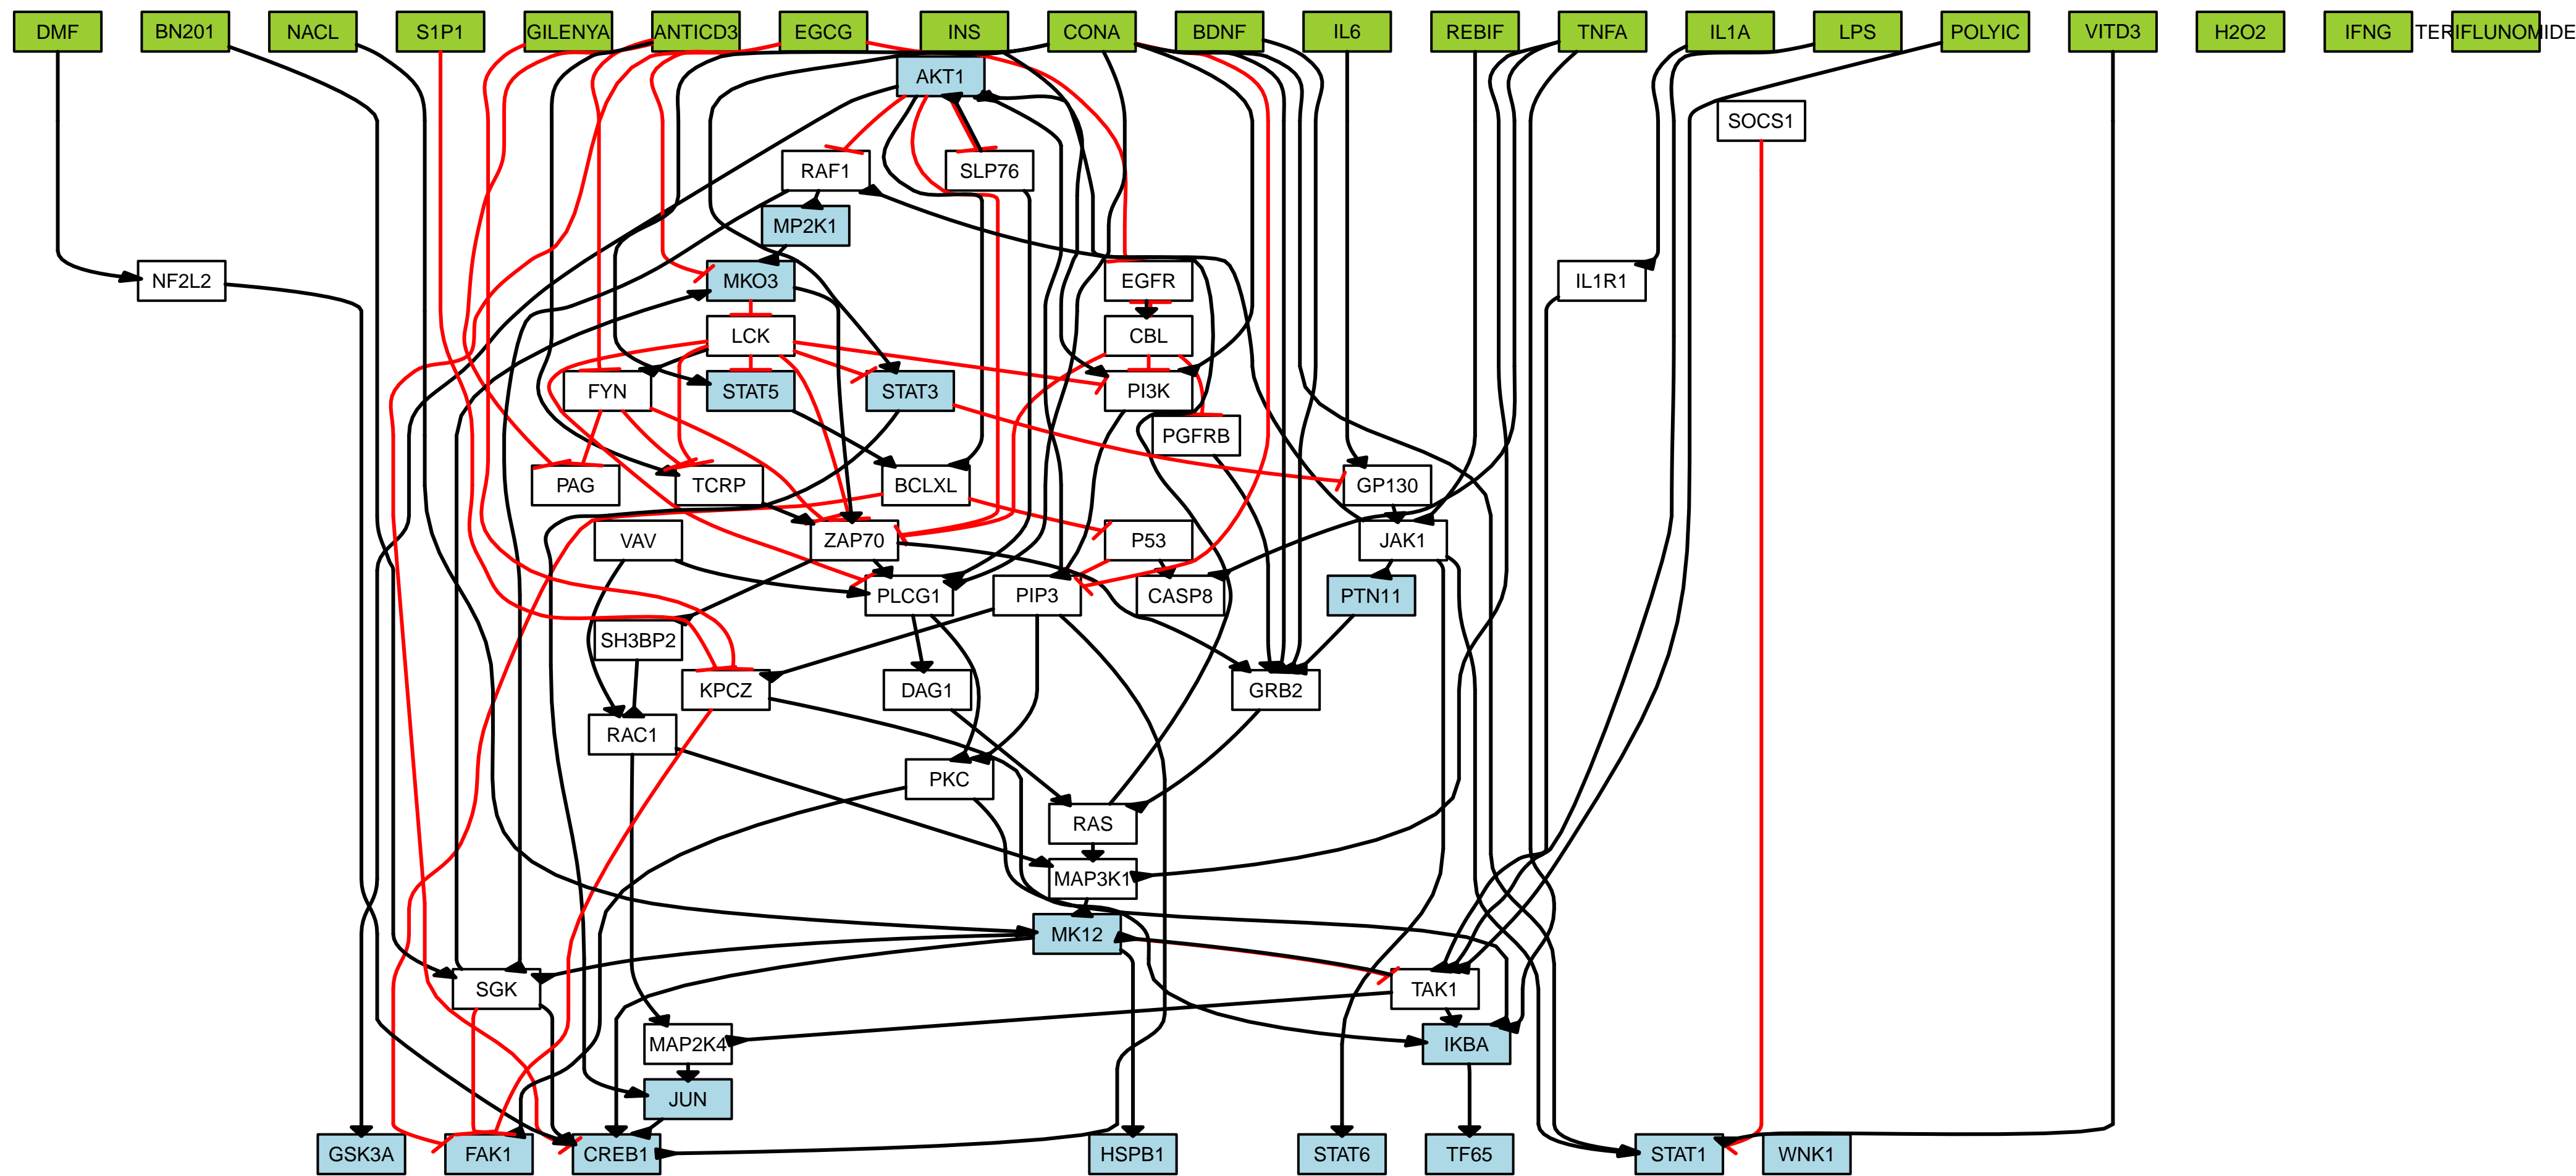 DMF BN201 NACL S1P1 GILENYA ANTICD3 EGCG INS CONA BDNF IL6 REBIF TNFA IL1A LPS POLYIC VITD3 H2O2 IFNG TERIFLUNOMIDE
AKT1
SOCS1
RAF1 SLP76
MP2K1
NF2L2 MKO3 EGFR IL1R1
LCK CBL
FYN STAT5 STAT3 PI3K
PGFRB
PAG TCRP BCLXL GP130
VAV ZAP70 P53 JAK1
PLCG1 PIP3 CASP8 PTN11
SH3BP2
KPCZ DAG1 GRB2
RAC1
PKC
RAS
MAP3K1
MK12
SGK TAK1
MAP2K4 IKBA
JUN
GSK3A FAK1 CREB1 HSPB1 STAT6 TF65 STAT1 WNK1